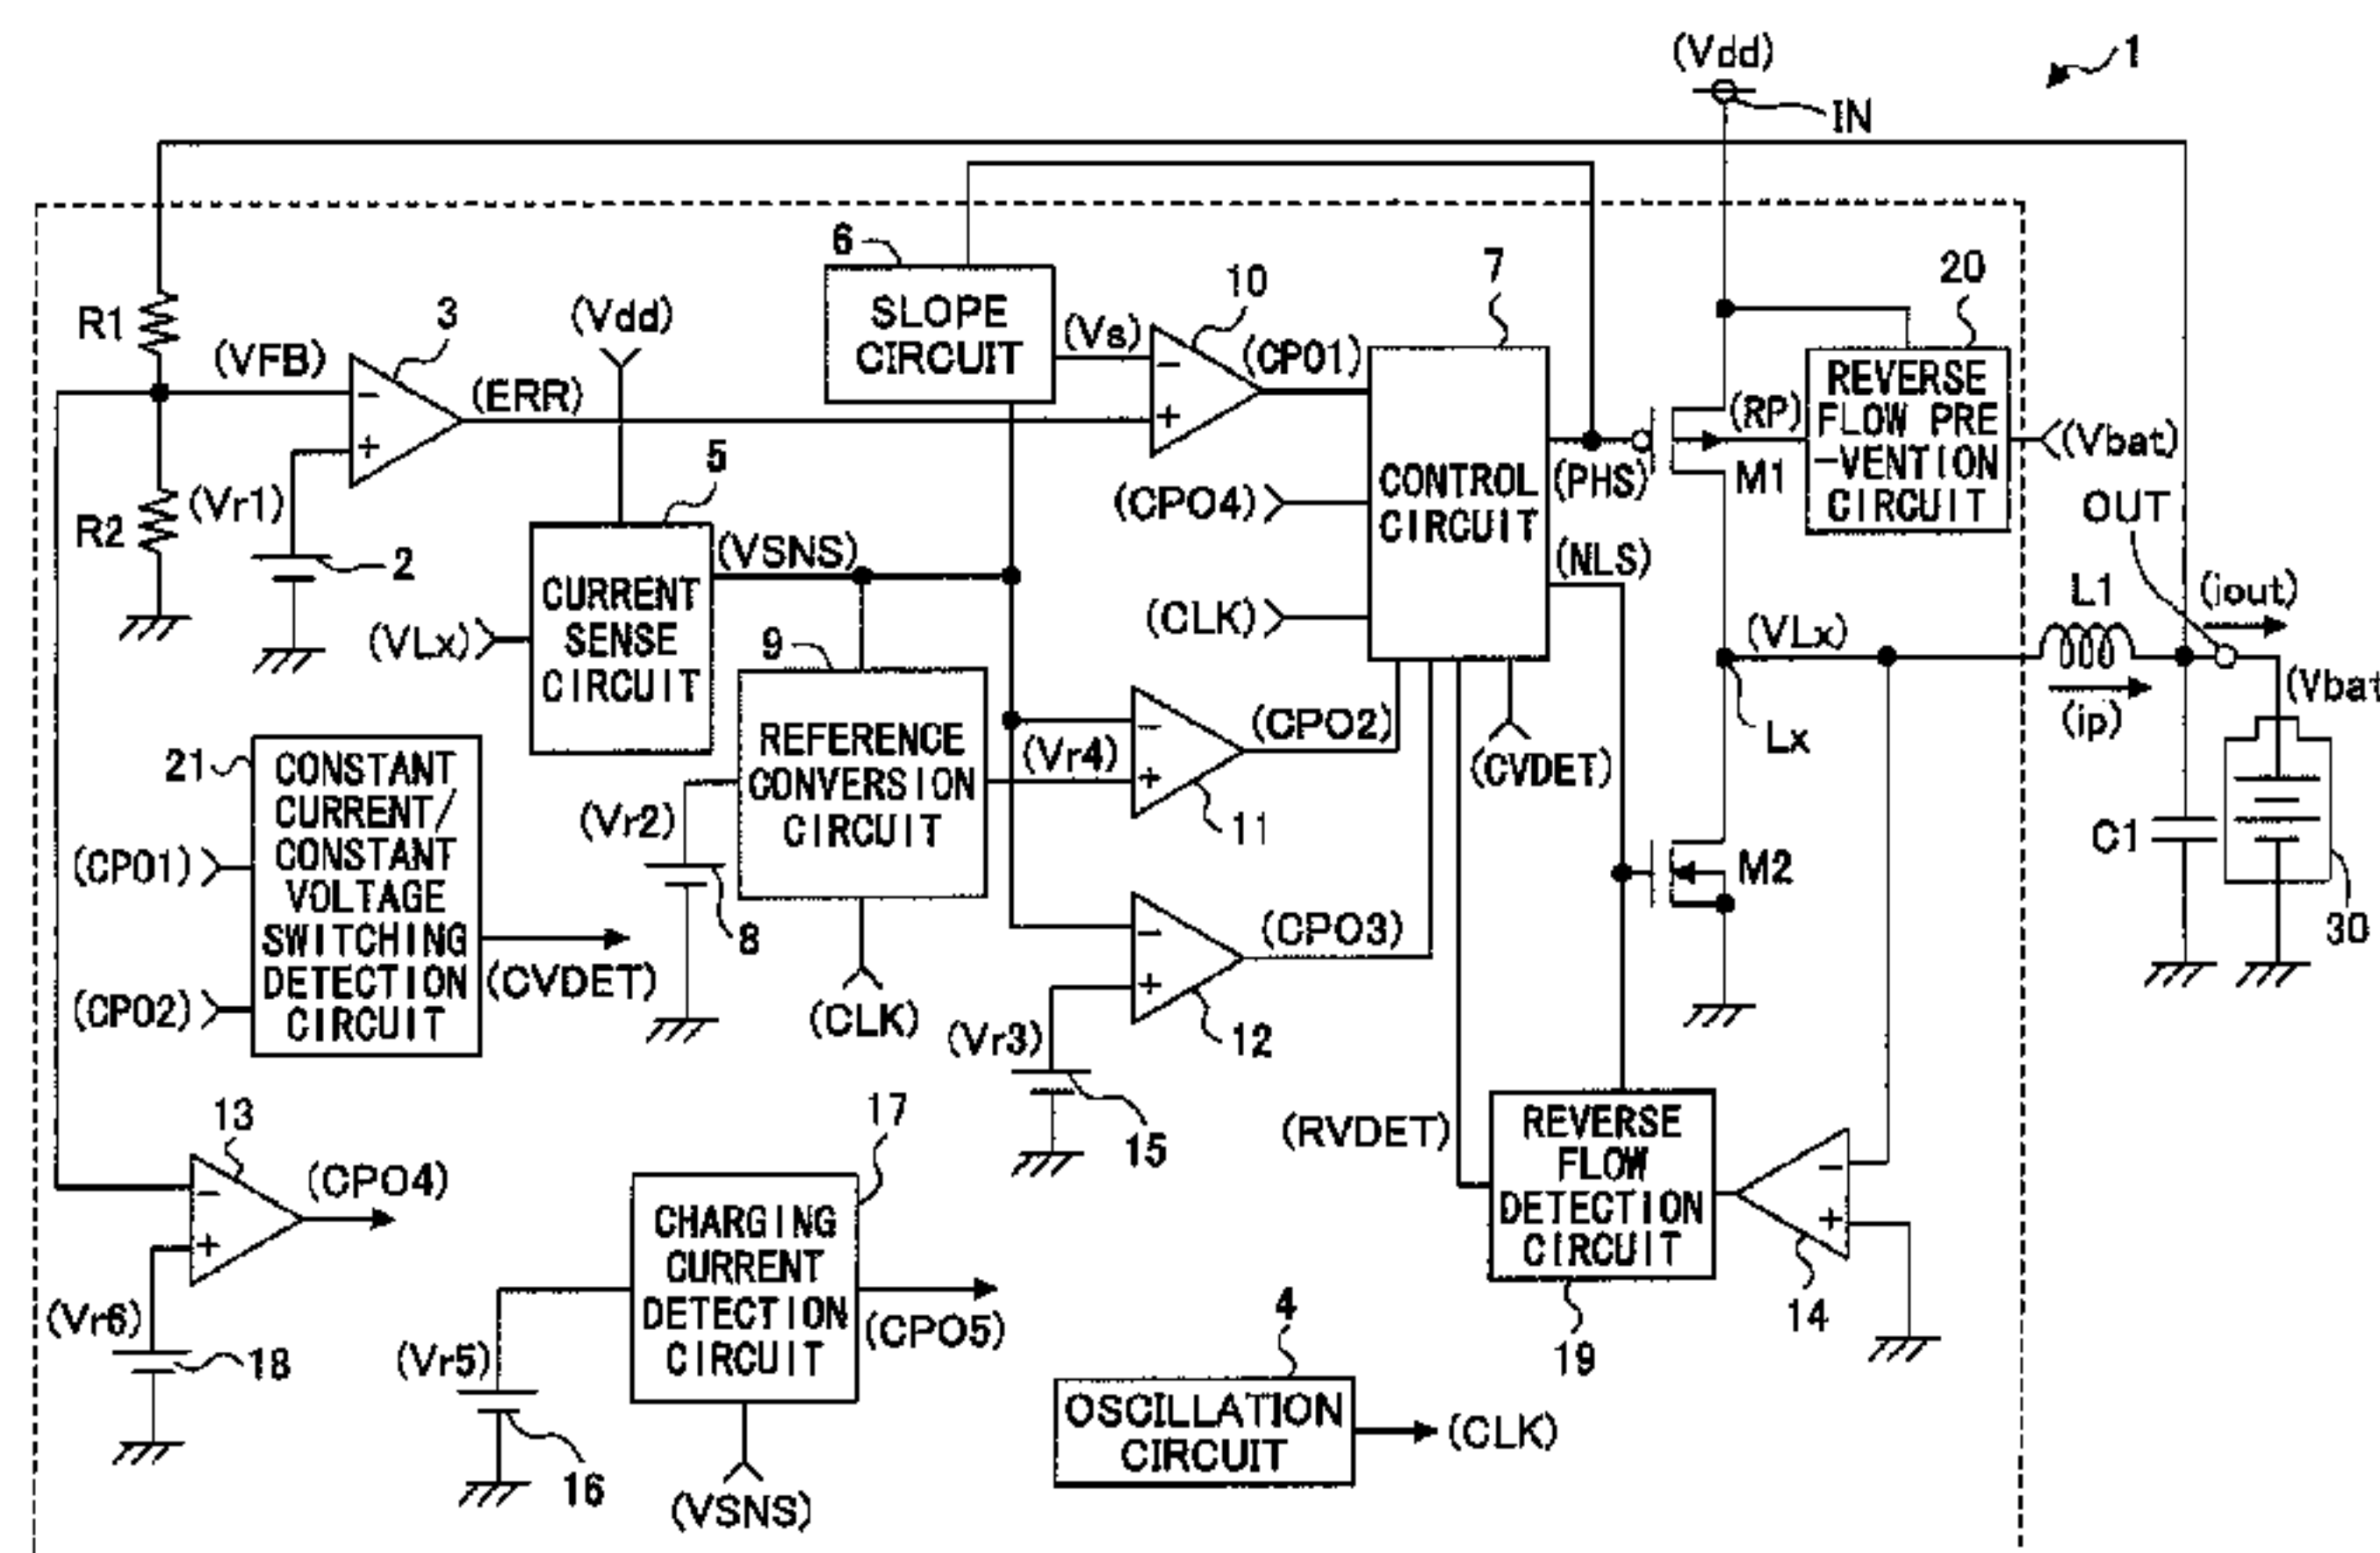 (Vdd)
1
IN
6
SLOPE
CIRCUIT
10
7
20
R1
3
(Vdd)
(Vs)
(CPO1)
(VFB)
(ERR)
REVERSE
FLOW PRE
-VENTION
CIRCUIT
(RP)
(Vbat)
M1
(PHS)
OUT
CONTROL
CIRCUIT
5
(Vr1)
R2
2
(VSNS)
(CPO4)
(NLS)
CURRENT
SENSE
CIRCUIT
(VLx)
(CLK)
9
(VLx)
L1
(iout)
(ip)
(Vbat
Lx
21
CONSTANT
CURRENT/
CONSTANT
VOLTAGE
SWITCHING
DETECTION
CIRCUIT
REFERENCE
CONVERSION
CIRCUIT
(Vr4)
(CPO2)
(CVDET)
11
(Vr2)
8
(CPO1)
(CPO2)
(CVDET)
(CLK)
M2
C1
30
(CPO3)
12
(Vr3)
15
13
(CPO4)
17
(RVDET)
REVERSE
FLOW
DETECTION
CIRCUIT
14
19
CHARGING
CURRENT
DETECTION
CIRCUIT
(CPO5)
(Vr6)
18
(Vr5)
16
(VSNS)
4
OSCILLATION
CIRCUIT
(CLK)